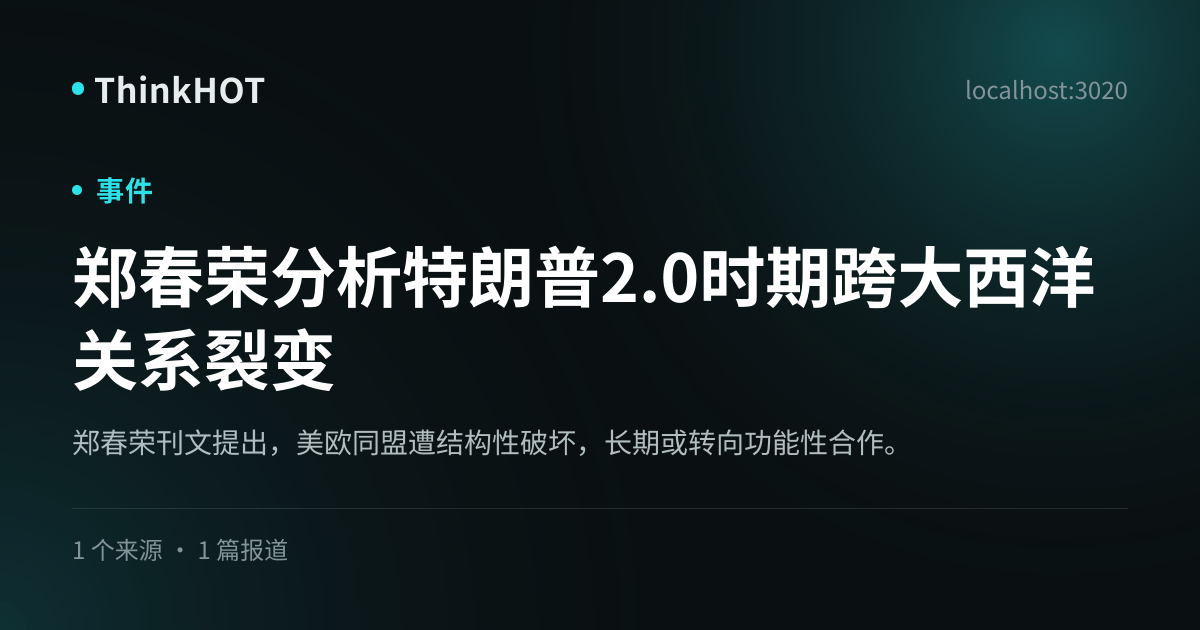 ThinkHOT
localhost:3020
事件
郑春荣分析特朗普2.0时期跨大西洋
关系裂变
郑春荣刊文提出，美欧同盟遭结构性破坏，长期或转向功能性合作。
1 个来源 · 1 篇报道